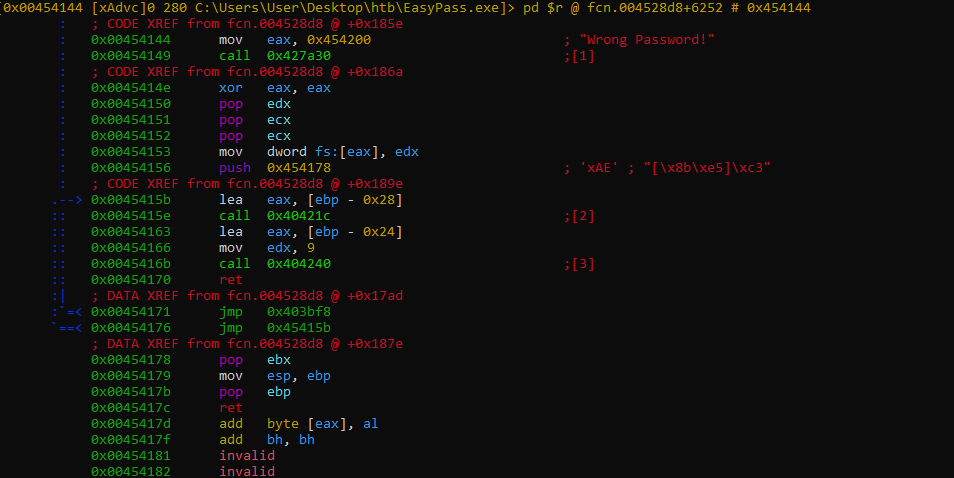 [0x00454144 [xAdvc]0 280 C:\Users\User\Desktop\htb\EasyPass.exe]> pd $r @ fcn.004528d8+6252 # 0x454144
; CODE XREF from fcn.004528d8 @ +0x185e
: 0x00454144 mov eax, 0x454200 ; "Wrong Password!"
: 0x00454149 call 0x427a30 ;[1]
: ; CODE XREF from fcn.004528d8 @ +0x186a
: 0x0045414e xor eax, eax
: 0x00454150 pop edx
: 0x00454151 pop ecx
: 0x00454152 pop ecx
: 0x00454153 mov dword fs:[eax], edx
: 0x00454156 push 0x454178 ; 'xAE' ; "[\x8b\xe5]\xc3"
: ; CODE XREF from fcn.004528d8 @ +0x189e
.--> 0x0045415b lea eax, [ebp - 0x28]
:: 0x0045415e call 0x40421c ;[2]
:: 0x00454163 lea eax, [ebp - 0x24]
:: 0x00454166 mov edx, 9
:: 0x0045416b call 0x404240 ;[3]
:: 0x00454170 ret
:| ; DATA XREF from fcn.004528d8 @ +0x17ad
:`=< 0x00454171 jmp 0x403bf8
`==< 0x00454176 jmp 0x45415b
; DATA XREF from fcn.004528d8 @ +0x187e
0x00454178 pop ebx
0x00454179 mov esp, ebp
0x0045417b pop ebp
0x0045417c ret
0x0045417d add byte [eax], al
0x0045417f add bh, bh
0x00454181 invalid
0x00454182 invalid